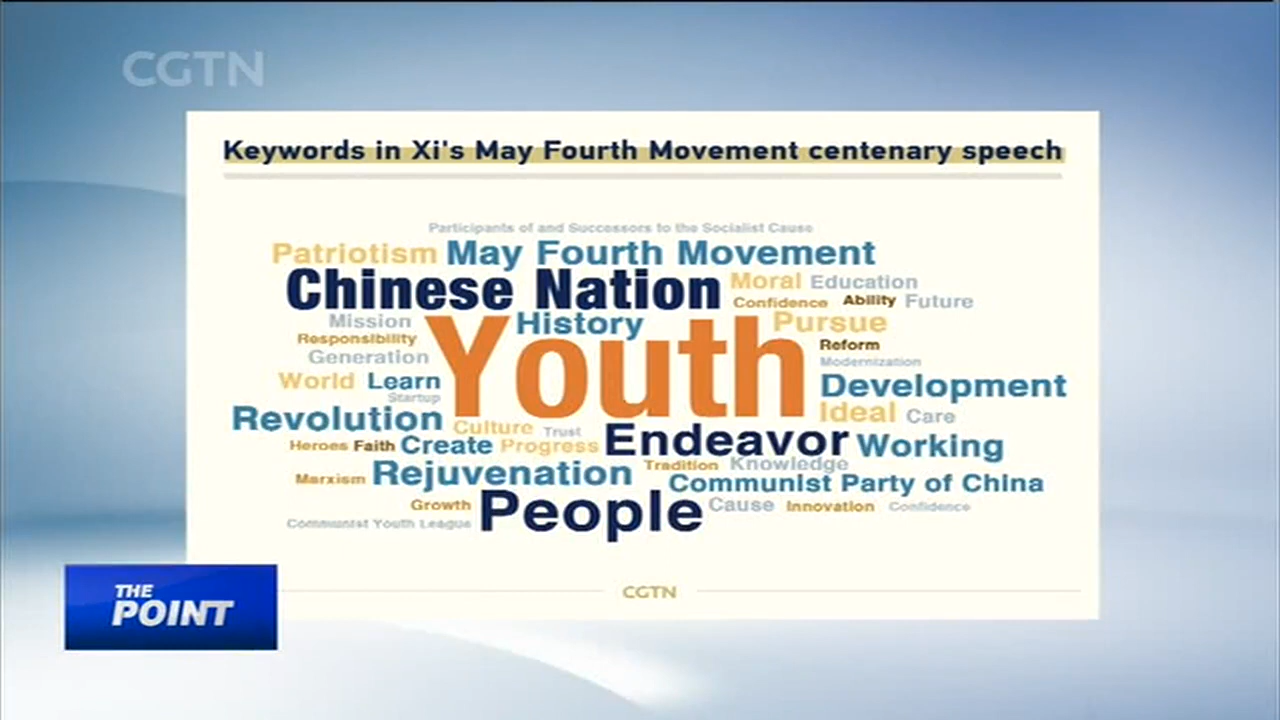 CGTN
Keywords in Xi's May Fourth Movement centenary speech
Participants of and Successors to the Socialist Cause
Patriotism May Fourth Movement
Chinese Nation Moral Education
Confidence Ability Future
Mission History Pursue
Responsibility Youth Reform
Generation Modernization
World Learn Development
Startup
Revolution Culture Trust Ideal Care
Heroes Faith Create Progress Endeavor Working
Marxism Rejuvenation Tradition Knowledge
Communist Party of China
Growth People Cause Innovation Confidence
Communist Youth League
CGTN
THE
POINT